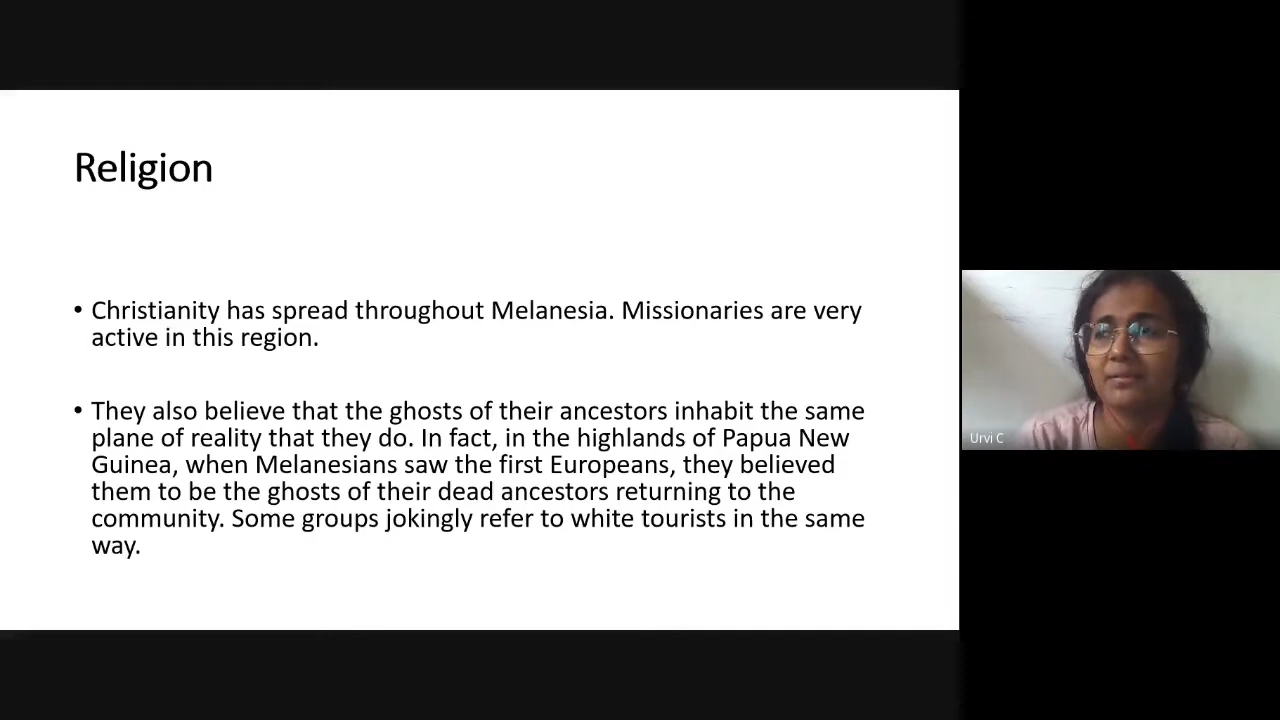 Religion
• Christianity has spread throughout Melanesia. Missionaries are very
active in this region.
• They also believe that the ghosts of their ancestors inhabit the same
plane of reality that they do. In fact, in the highlands of Papua New
Guinea, when Melanesians saw the first Europeans, they believed
them to be the ghosts of their dead ancestors returning to the
community. Some groups jokingly refer to white tourists in the same
way.
Urvi C